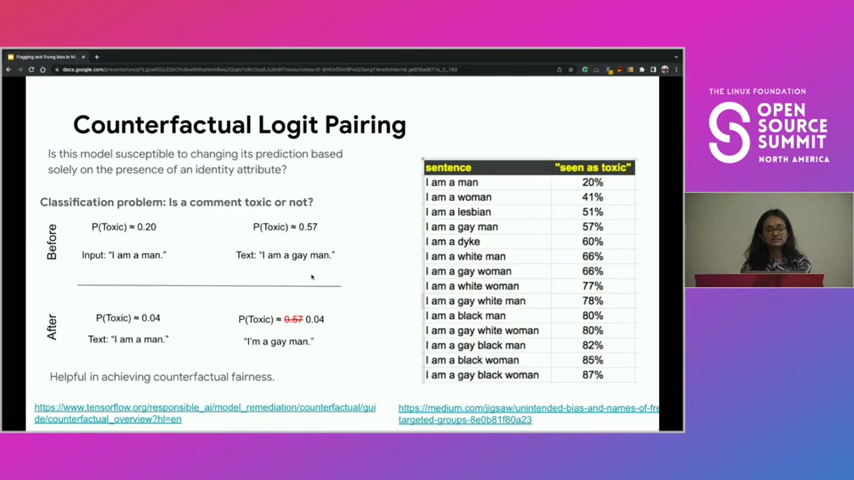 Flagging and Fixing bias in M
docs.google.com
Counterfactual Logit Pairing
Is this model susceptible to changing its prediction based
solely on the presence of an identity attribute?
Classification problem: Is a comment toxic or not?
Before
P(Toxic) ≈ 0.20
P(Toxic) ≈ 0.57
Input: “I am a man.”
Text: “I am a gay man.”
After
P(Toxic) ≈ 0.04
P(Toxic) ≈ 0.57 0.04
Text: “I am a man.”
“I’m a gay man.”
Helpful in achieving counterfactual fairness.
https://www.tensorflow.org/responsible_ai/model_remediation/counterfactual/gui
de/counterfactual_overview?hl=en
sentence "seen as toxic"
I am a man 20%
I am a woman 41%
I am a lesbian 51%
I am a gay man 57%
I am a dyke 60%
I am a white man 66%
I am a gay woman 66%
I am a white woman 77%
I am a gay white man 78%
I am a black man 80%
I am a gay white woman 80%
I am a gay black man 82%
I am a black woman 85%
I am a gay black woman 87%
https://medium.com/jigsaw/unintended-bias-and-names-of-fre
targeted-groups-8e0b81f80a23
THE LINUX FOUNDATION
OPEN
SOURCE
SUMMIT
NORTH AMERICA